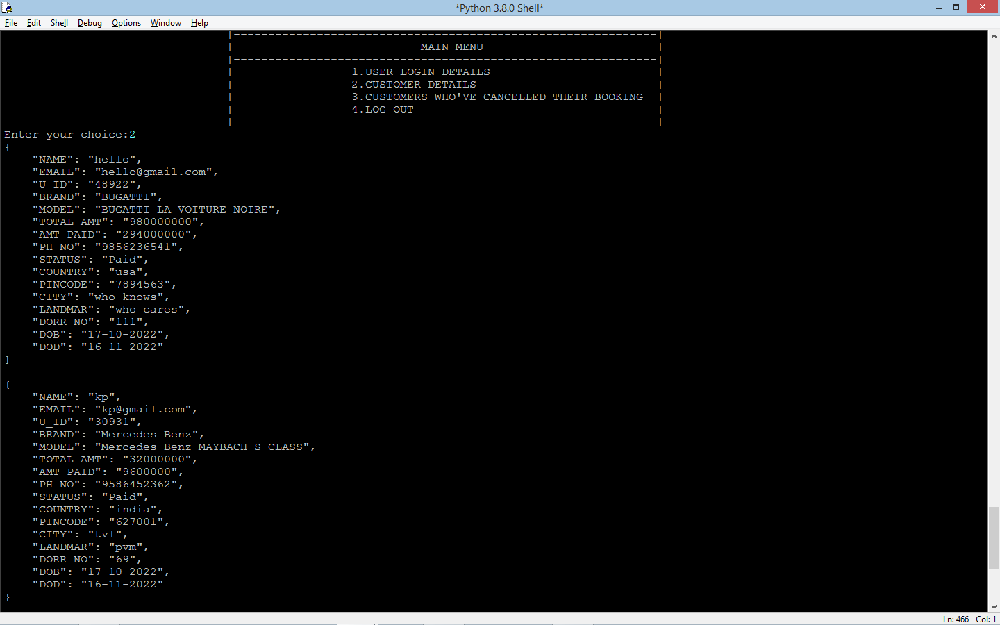 *Python 3.8.0 Shell*
File Edit Shell Debug Options Window Help
|-------------------------------------------------------------|
| MAIN MENU |
|-------------------------------------------------------------|
| 1.USER LOGIN DETAILS |
| 2.CUSTOMER DETAILS |
| 3.CUSTOMERS WHO'VE CANCELLED THEIR BOOKING |
| 4.LOG OUT |
|-------------------------------------------------------------|
Enter your choice:2
{
    "NAME": "hello",
    "EMAIL": "hello@gmail.com",
    "U_ID": "48922",
    "BRAND": "BUGATTI",
    "MODEL": "BUGATTI LA VOITURE NOIRE",
    "TOTAL AMT": "980000000",
    "AMT PAID": "294000000",
    "PH NO": "9856236541",
    "STATUS": "Paid",
    "COUNTRY": "usa",
    "PINCODE": "7894563",
    "CITY": "who knows",
    "LANDMAR": "who cares",
    "DORR NO": "111",
    "DOB": "17-10-2022",
    "DOD": "16-11-2022"
}
{
    "NAME": "kp",
    "EMAIL": "kp@gmail.com",
    "U_ID": "30931",
    "BRAND": "Mercedes Benz",
    "MODEL": "Mercedes Benz MAYBACH S-CLASS",
    "TOTAL AMT": "32000000",
    "AMT PAID": "9600000",
    "PH NO": "9586452362",
    "STATUS": "Paid",
    "COUNTRY": "india",
    "PINCODE": "627001",
    "CITY": "tvl",
    "LANDMAR": "pvm",
    "DORR NO": "69",
    "DOB": "17-10-2022",
    "DOD": "16-11-2022"
}
Ln: 466 Col: 1